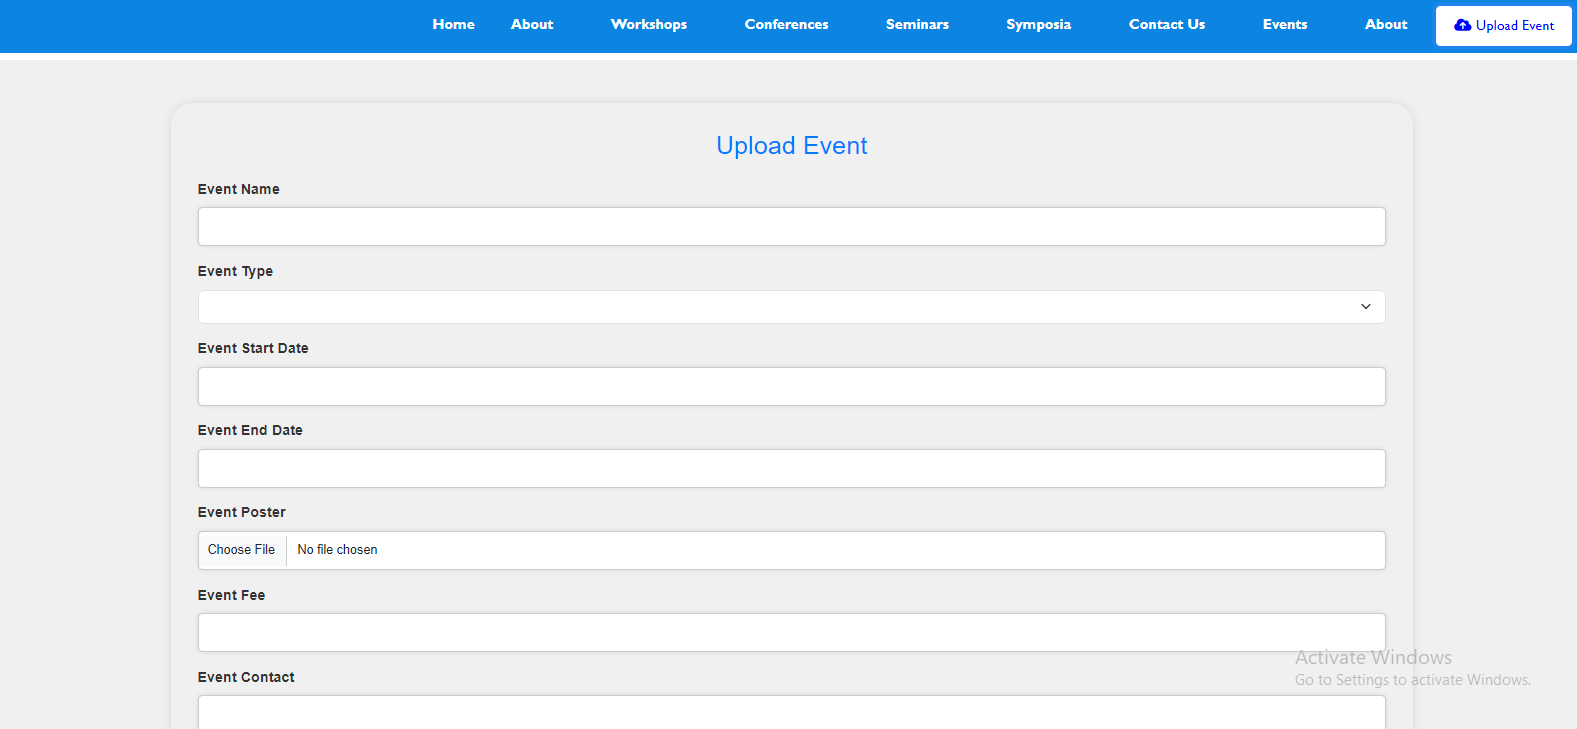 Home About Workshops Conferences Seminars Symposia Contact Us Events About Upload Event
Upload Event
Event Name
Event Type
Event Start Date
Event End Date
Event Poster
Choose File No file chosen
Event Fee
Activate Windows
Go to Settings to activate Windows.
Event Contact